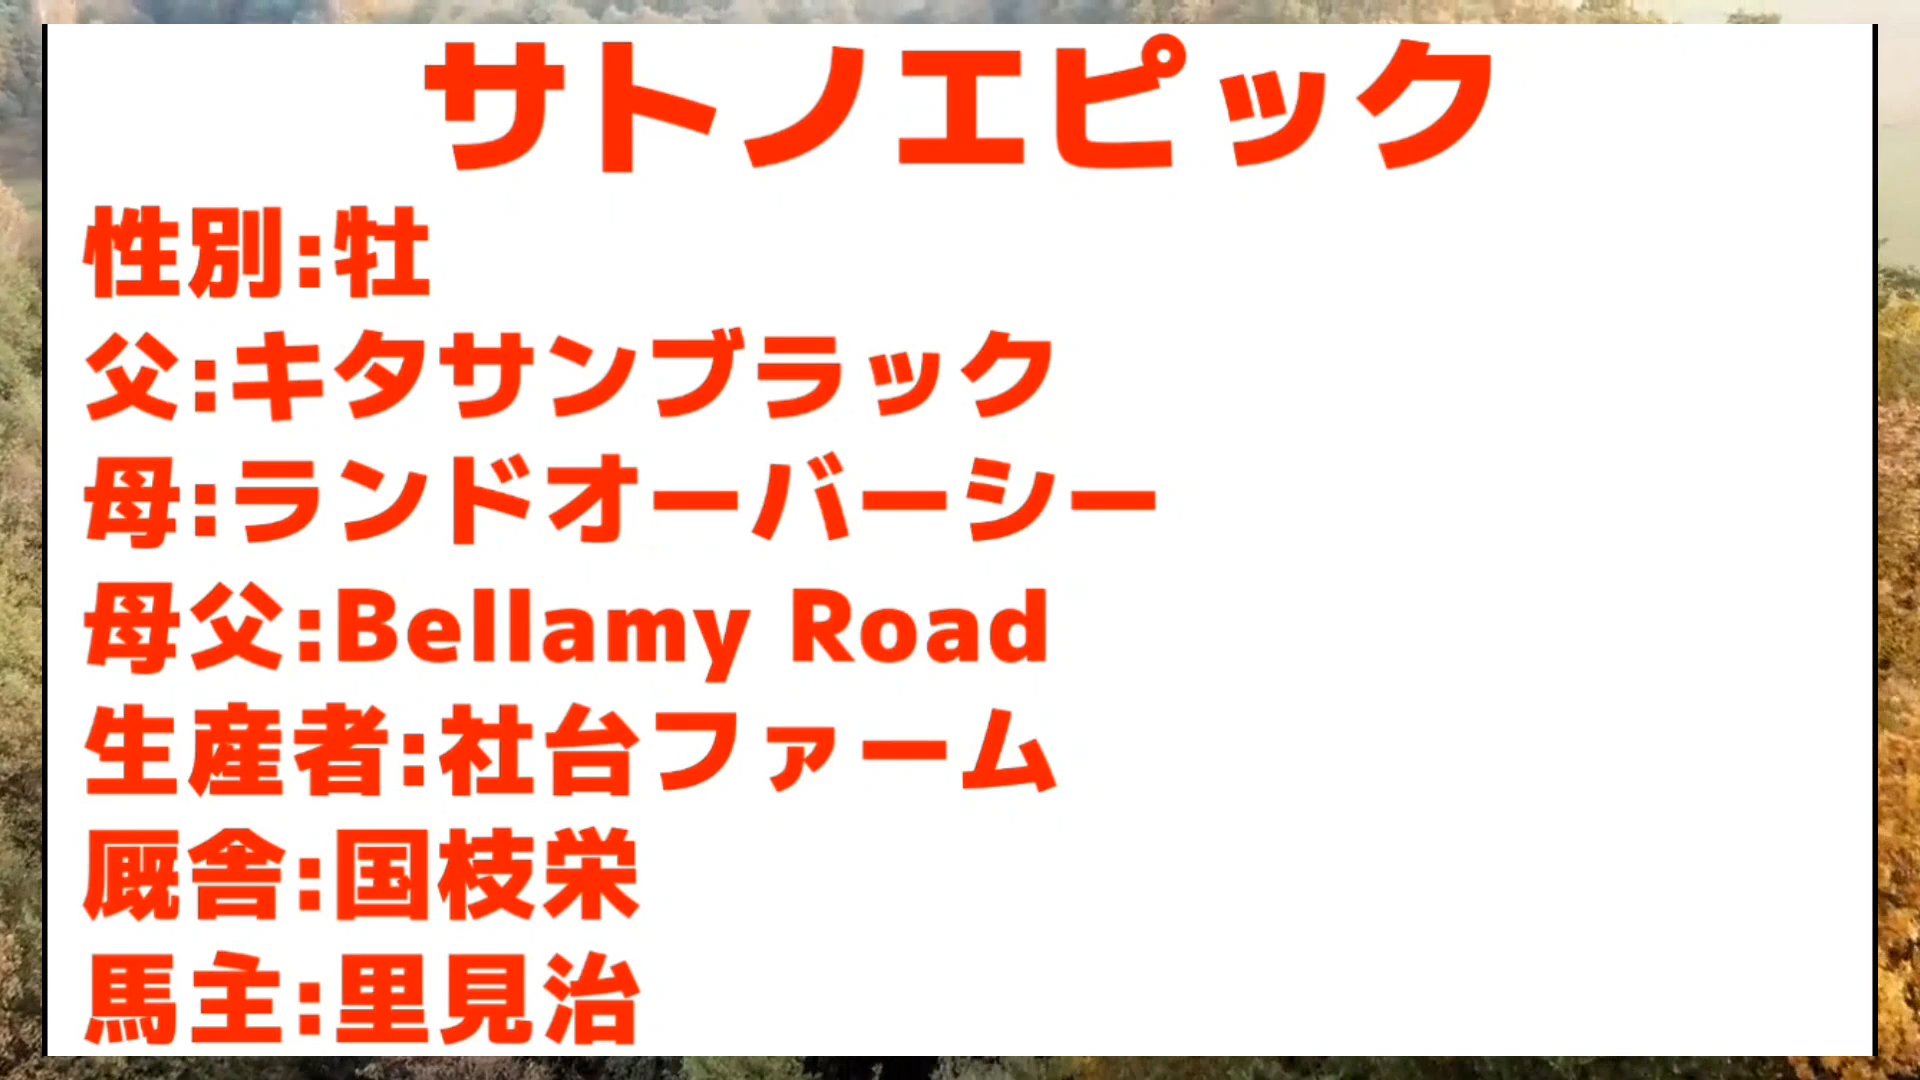 サトノエピック
性別:牡
父:キタサンブラック
母:ランドオーバーシー
母父:Bellamy Road
生産者:社台ファーム
厩舎:国枝栄
馬主:里見治